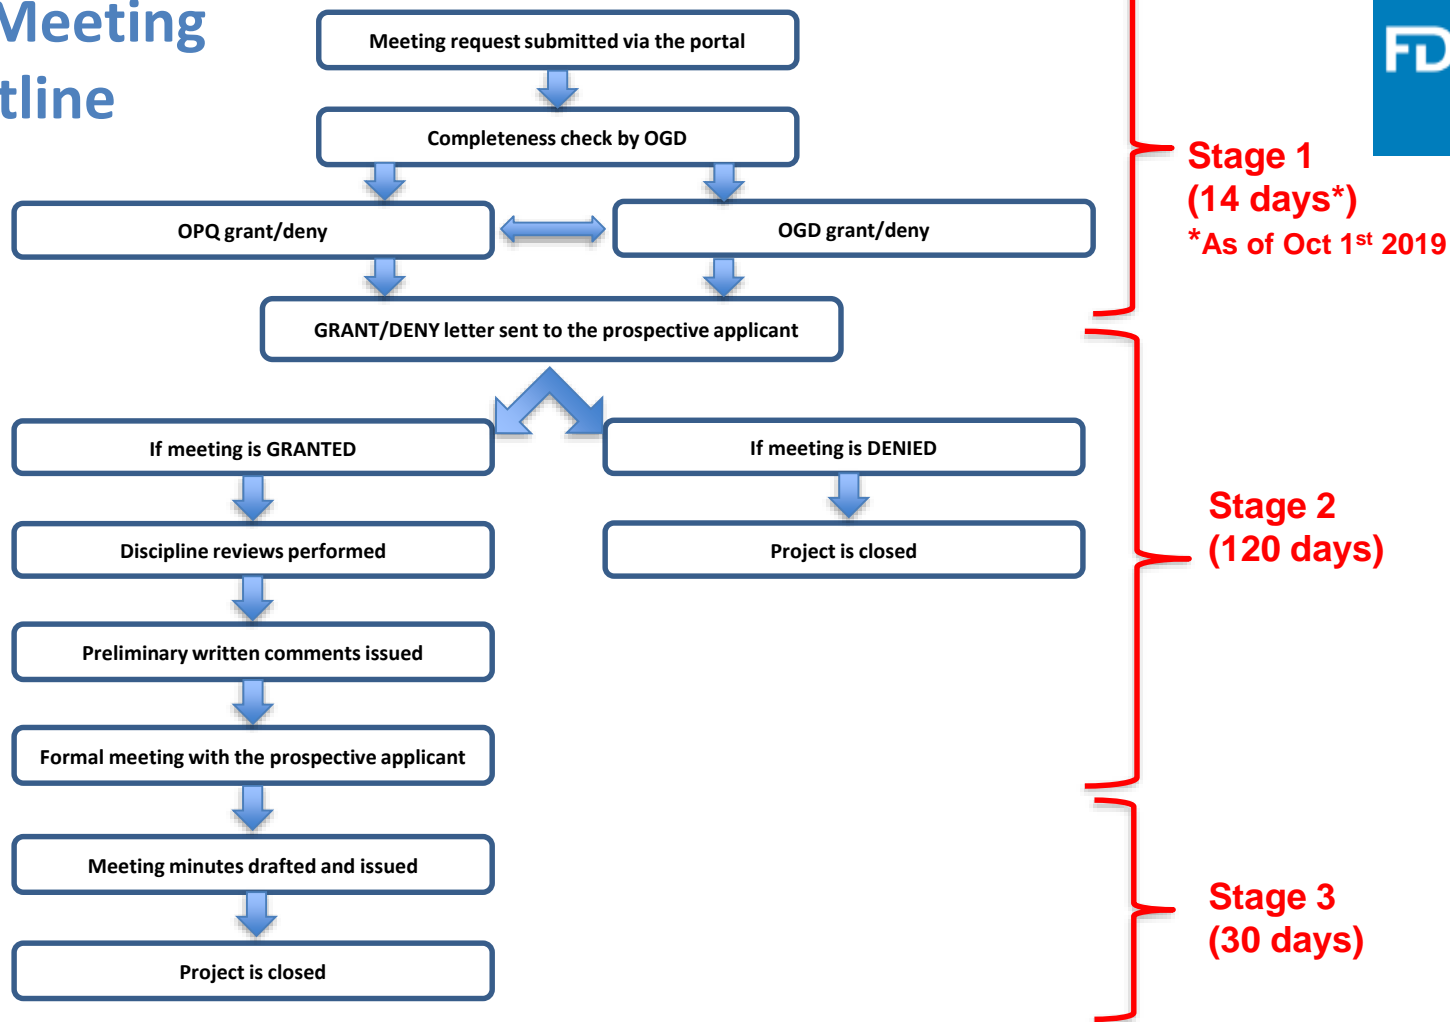 Meeting
tline
FD
Meeting request submitted via the portal
Completeness check by OGD
OPQ grant/deny
OGD grant/deny
GRANT/DENY letter sent to the prospective applicant
Stage 1
(14 days*)
*As of Oct 1st 2019
If meeting is GRANTED
If meeting is DENIED
Discipline reviews performed
Project is closed
Preliminary written comments issued
Formal meeting with the prospective applicant
Stage 2
(120 days)
Meeting minutes drafted and issued
Project is closed
Stage 3
(30 days)